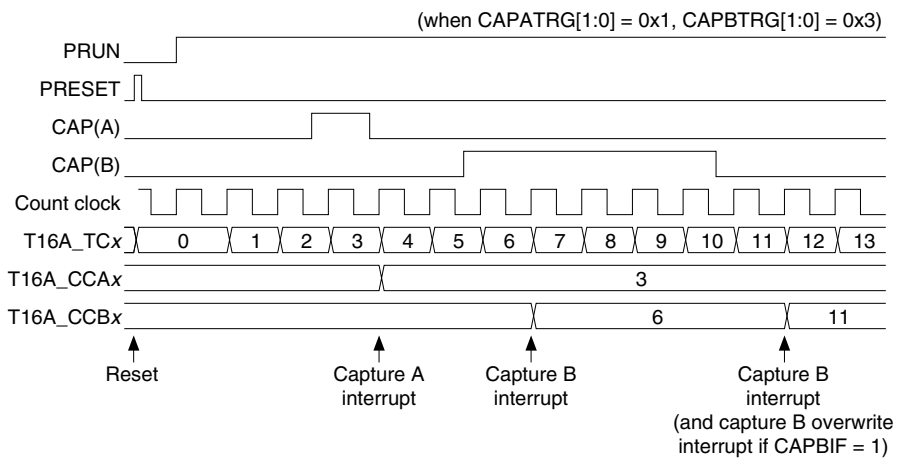 (when CAPATRG[1:0] = 0x1, CAPBTRG[1:0] = 0x3)
PRUN
PRESET
CAP(A)
CAP(B)
Count clock
T16A_TCx 0 1 2 3 4 5 6 7 8 9 10 11 12 13
T16A_CCAx 3
T16A_CCBx 6 11
Reset
Capture A
interrupt
Capture B
interrupt
Capture B
interrupt
(and capture B overwrite
interrupt if CAPBIF = 1)